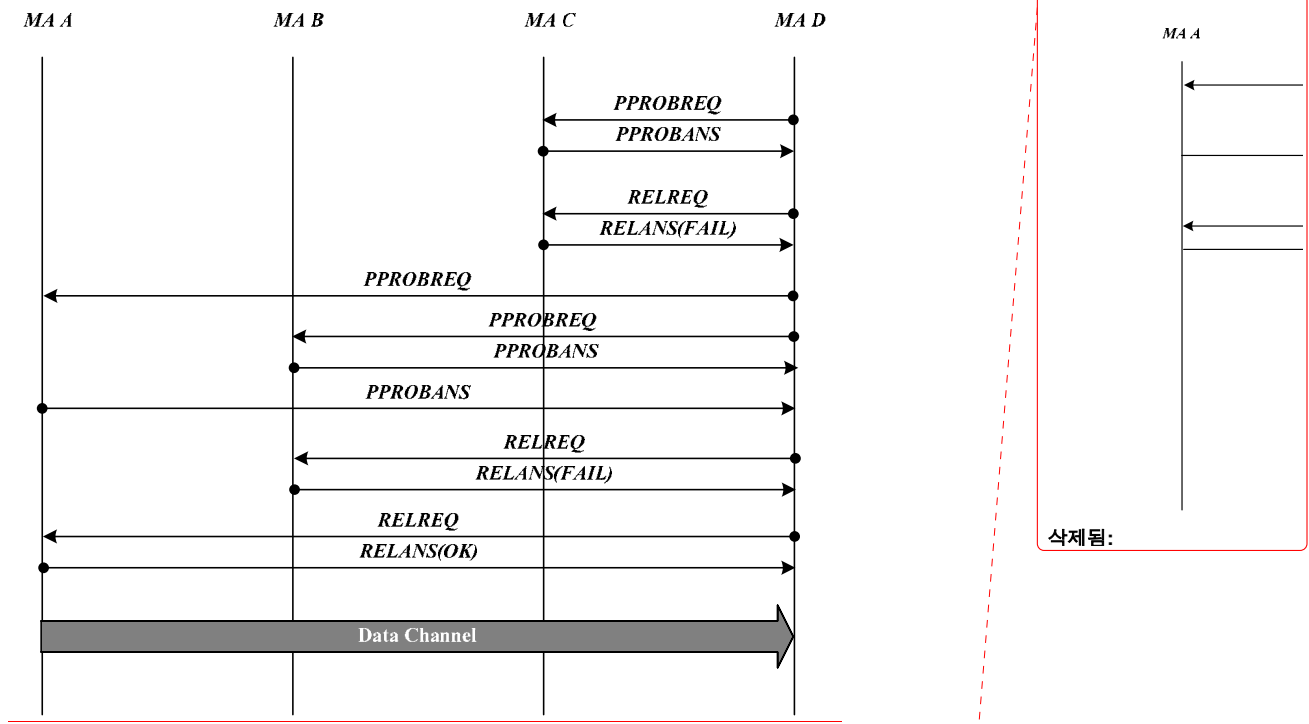 MA A
MA B
MA C
MA D
PPROBREQ
PPROBANS
RELREQ
RELANS(FAIL)
PPROBREQ
PPROBREQ
PPROBANS
PPROBANS
RELREQ
RELANS(FAIL)
RELREQ
RELANS(OK)
Data Channel
MA A
삭제됨: